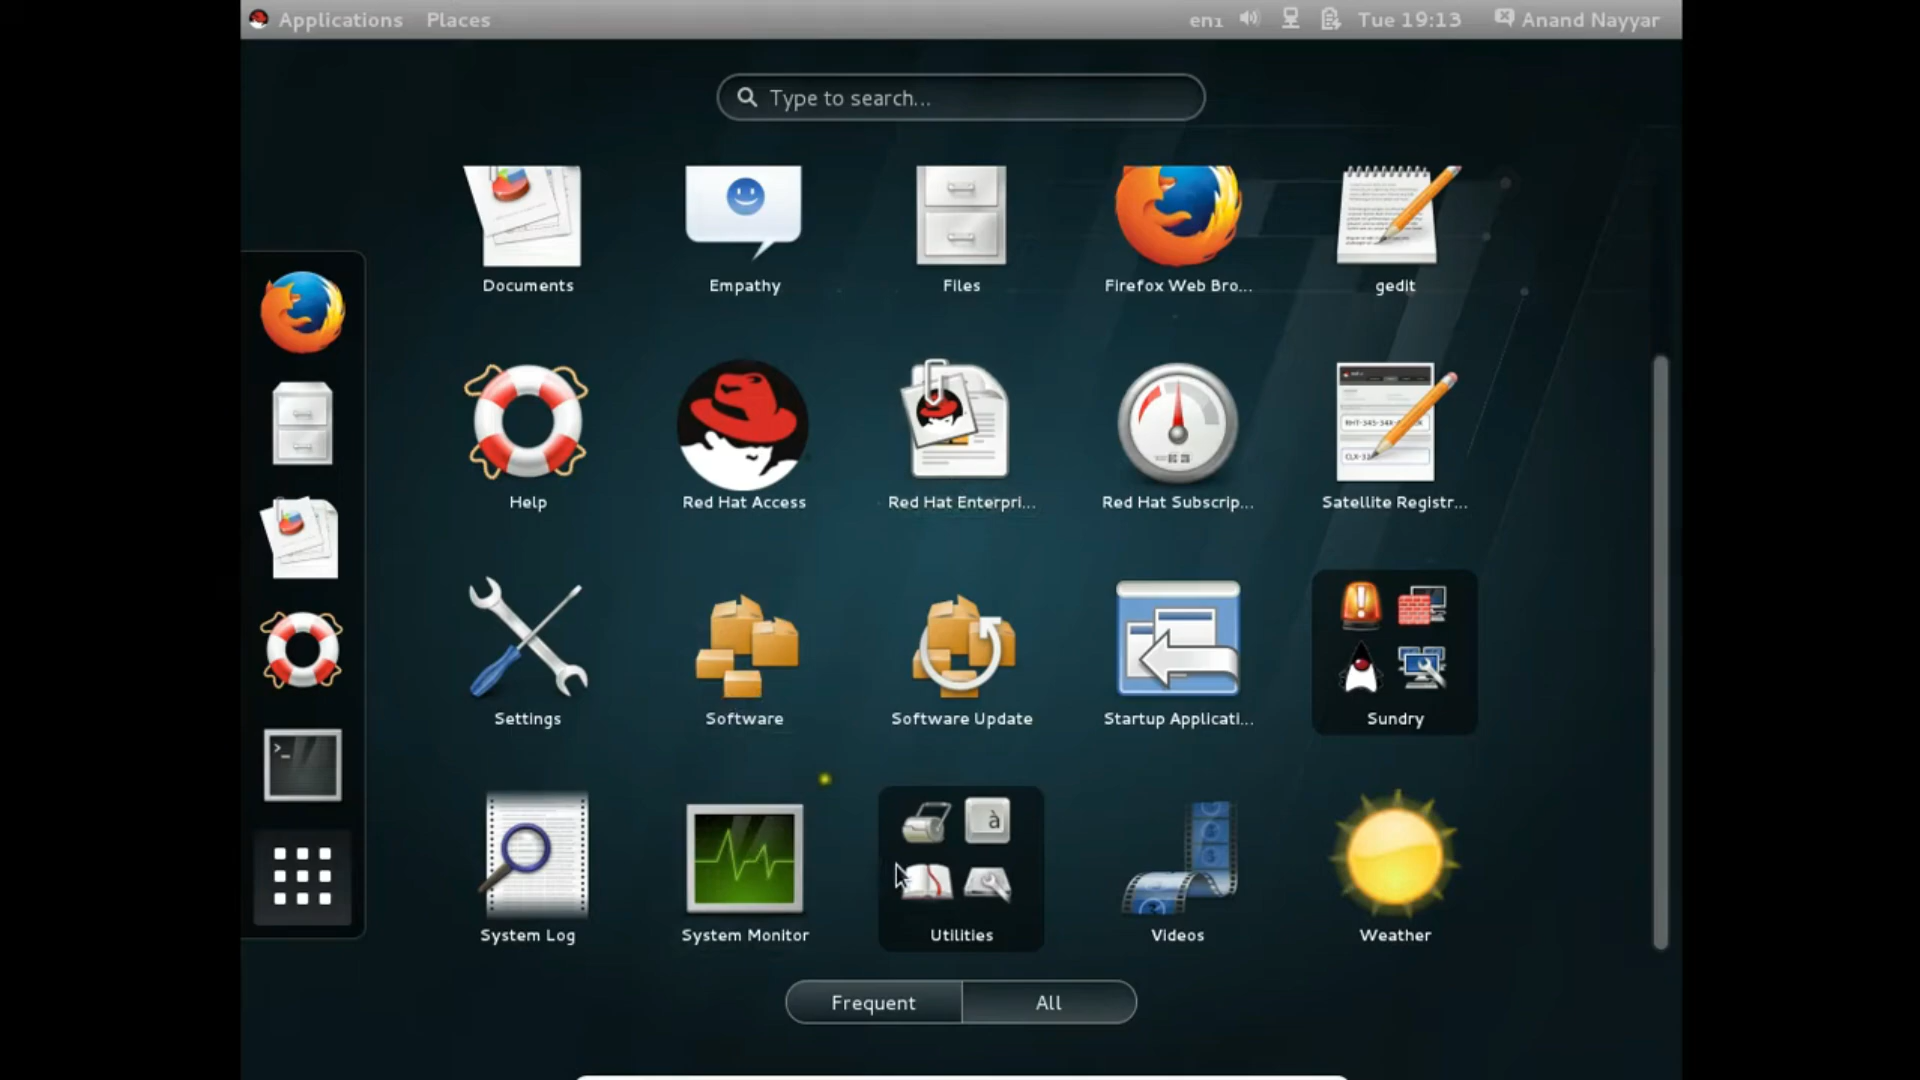 Applications Places en₁ Tue 19:13 Anand Nayyar
Type to search...
Documents Empathy Files Firefox Web Bro... gedit
Help Red Hat Access Red Hat Enterpri... Red Hat Subscrip... Satellite Registr...
Settings Software Software Update Startup Applicati... Sundry
à
System Log System Monitor Utilities Videos Weather
Frequent All